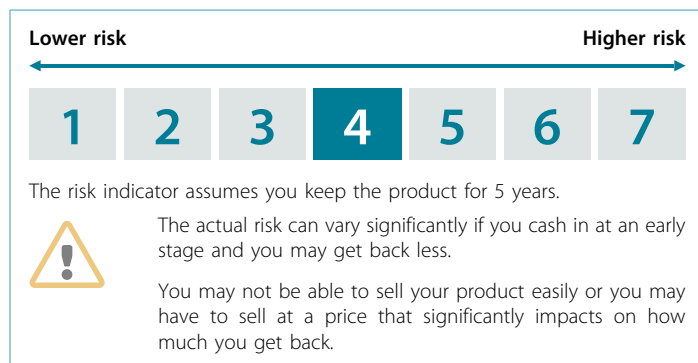 Lower risk Higher risk
1 2 3 4 5 6 7
The risk indicator assumes you keep the product for 5 years.
The actual risk can vary significantly if you cash in at an early
stage and you may get back less.
You may not be able to sell your product easily or you may
have to sell at a price that significantly impacts on how
much you get back.